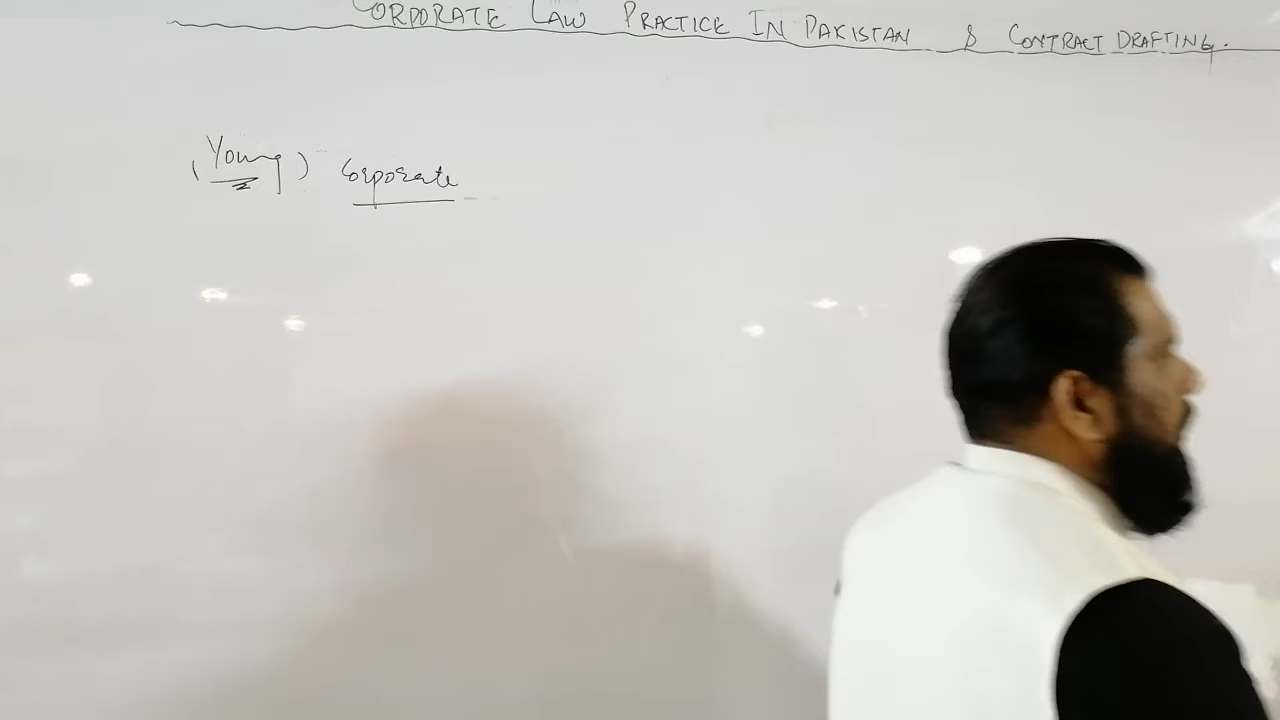 CORPORATE LAW PRACTICE IN PAKISTAN & CONTRACT DRAFTING.
(Young) Corporate